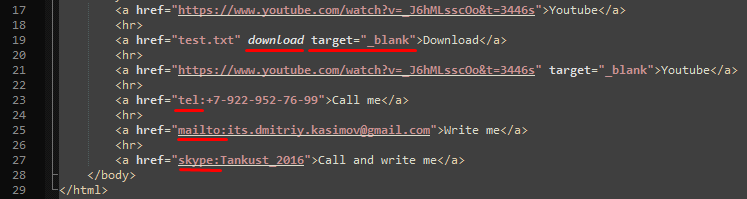 17 <a href="https://www.youtube.com/watch?v=_J6hMLsscOo&t=3446s">Youtube</a>
18 <hr>
19 <a href="test.txt" download target="_blank">Download</a>
20 <hr>
21 <a href="https://www.youtube.com/watch?v=_J6hMLsscOo&t=3446s" target="_blank">Youtube</a>
22 <hr>
23 <a href="tel:+7-922-952-76-99">Call me</a>
24 <hr>
25 <a href="mailto:its.dmitriy.kasimov@gmail.com">Write me</a>
26 <hr>
27 <a href="skype:Tankust_2016">Call and write me</a>
28 </body>
29 </html>